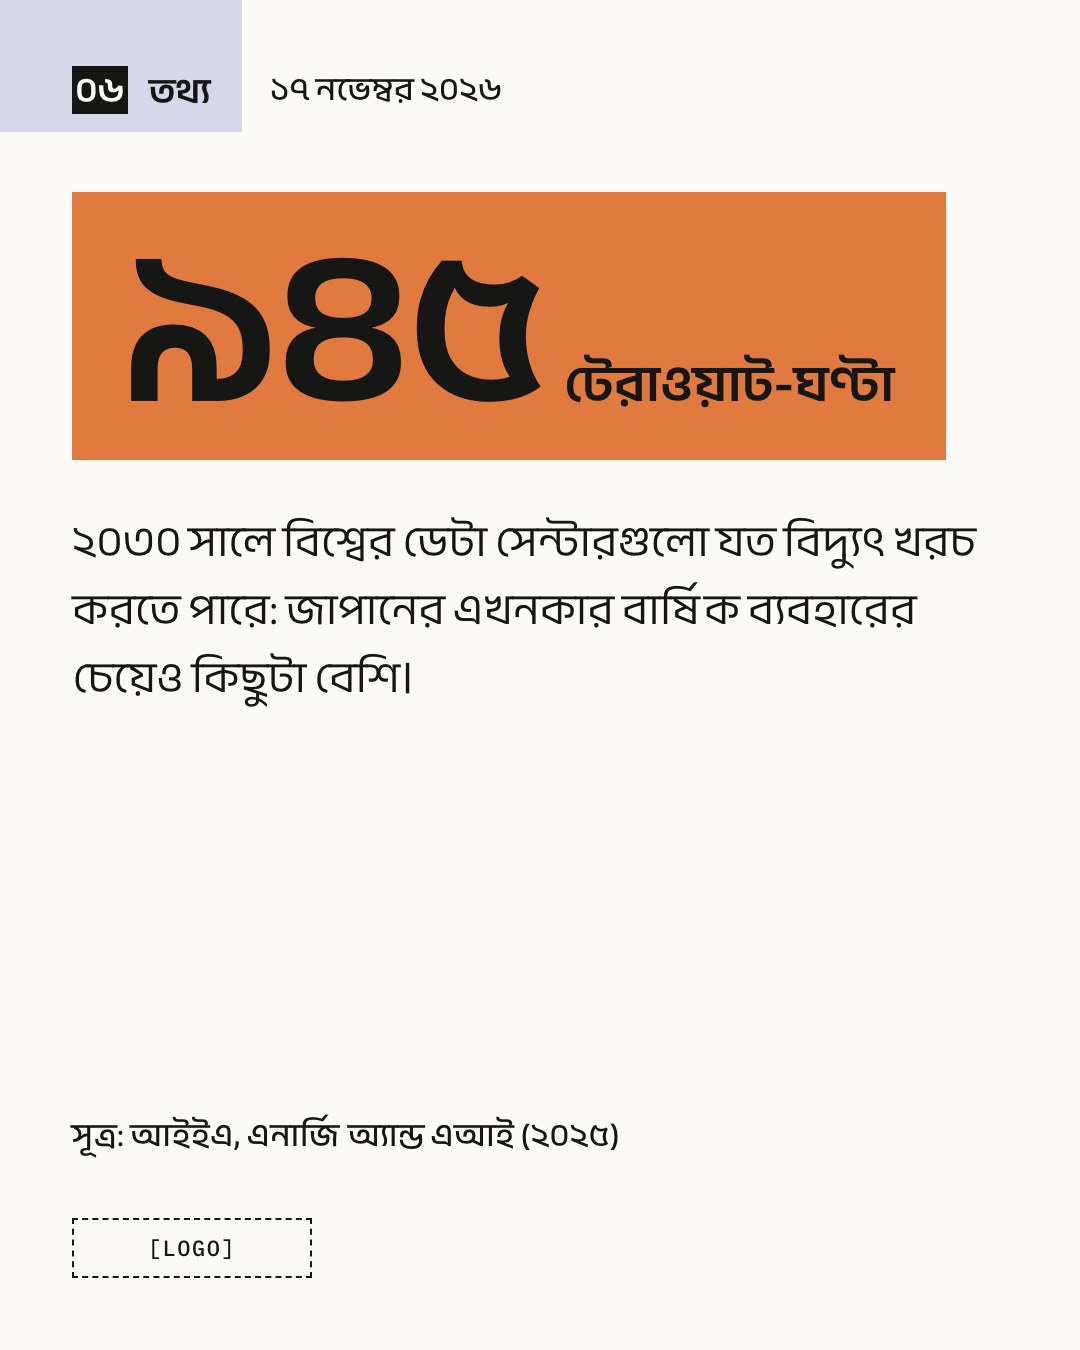 ০৬ তথ্য ১৭ নভেম্বর ২০২৬
৯৪৫ টেরাওয়াট-ঘণ্টা
২০৩০ সালে বিশ্বের ডেটা সেন্টারগুলো যত বিদ্যুৎ খরচ
করতে পারে: জাপানের এখনকার বার্ষিক ব্যবহারের
চেয়েও কিছুটা বেশি।
সূত্র: আইইএ, এনার্জি অ্যান্ড এআই (২০২৫)
[LOGO]